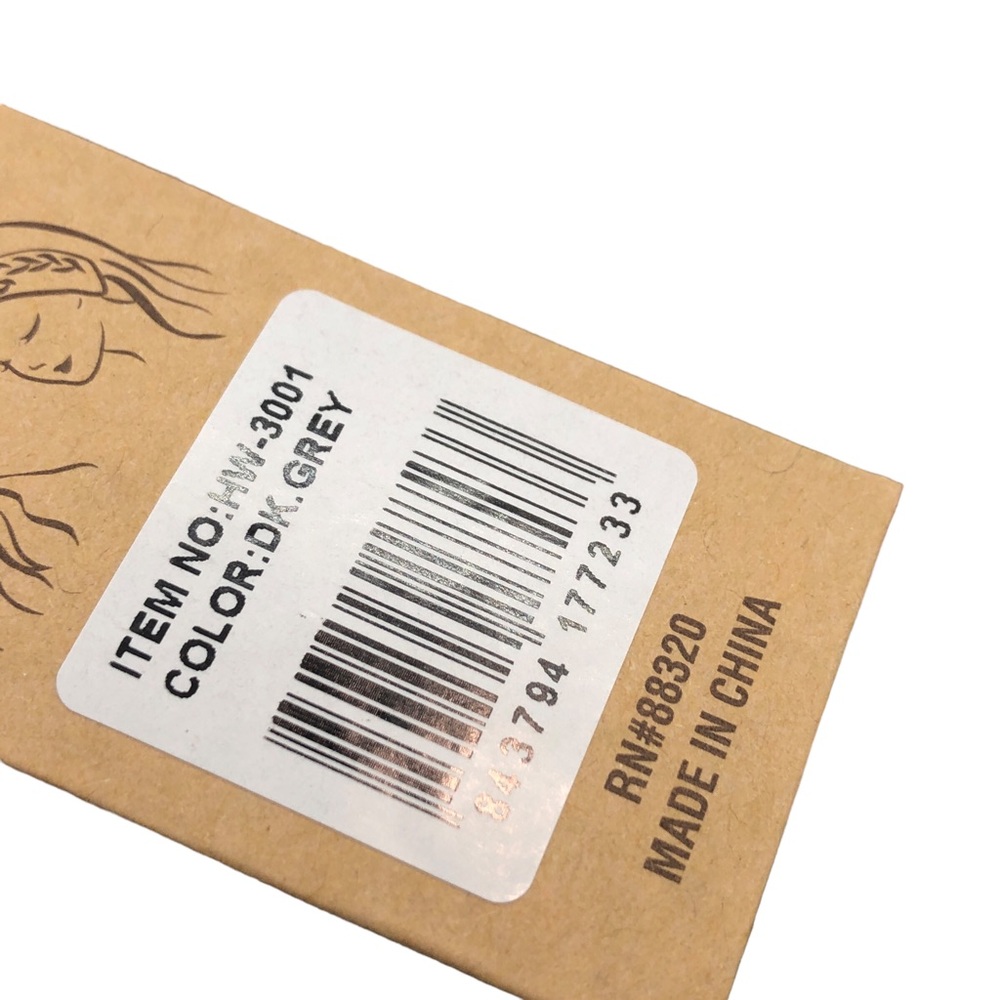 ITEM NO:HW-3001
COLOR:DK.GREY
843794 177233
RN#88320
MADE IN CHINA